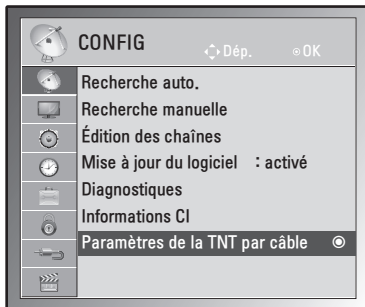 CONFIG
Dép.
OK
Recherche auto.
Recherche manuelle
Édition des chaînes
Mise à jour du logiciel : activé
Diagnostiques
Informations CI
Paramètres de la TNT par câble